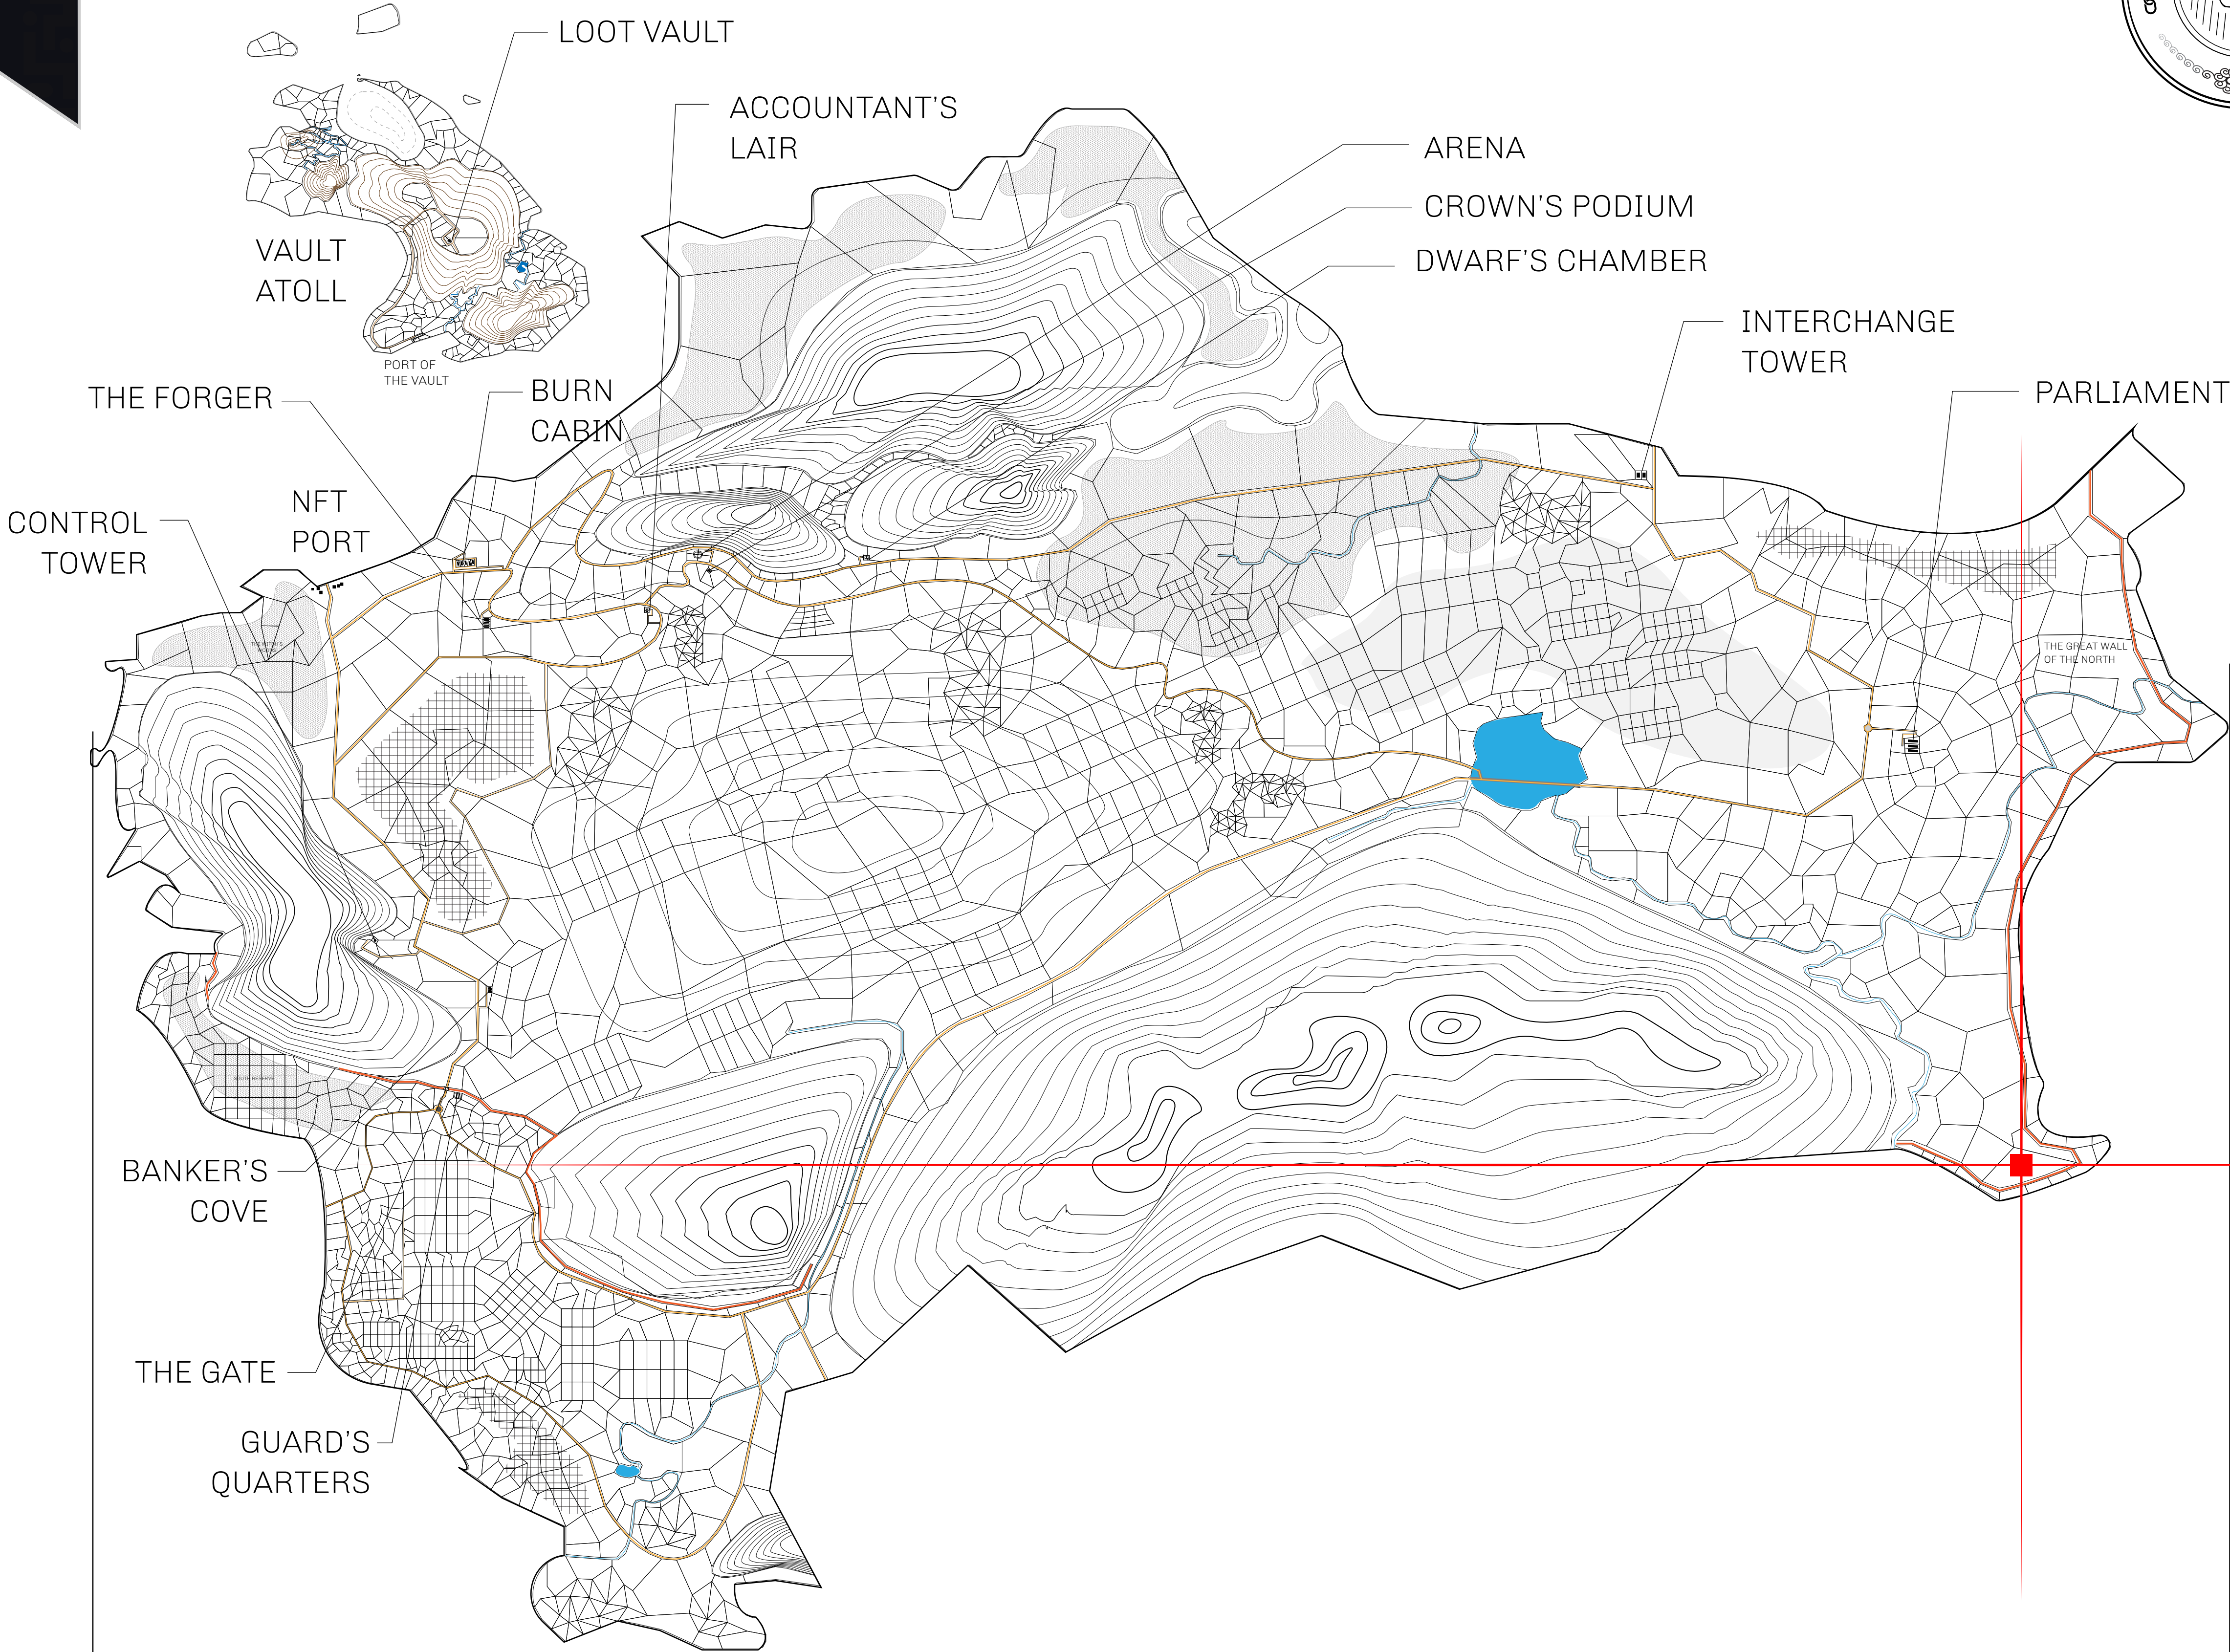 LOOT VAULT
ACCOUNTANT'S
LAIR
ARENA
CROWN'S PODIUM
DWARF'S CHAMBER
VAULT
ATOLL
INTERCHANGE
TOWER
PORT OF
THE VAULT
THE FORGER
BURN
CABIN
PARLIAMENT
NFT
PORT
CONTROL
TOWER
THE GREAT WALL
OF THE NORTH
SOUTH RESERVE
BANKER'S
COVE
THE GATE
GUARD'S
QUARTERS